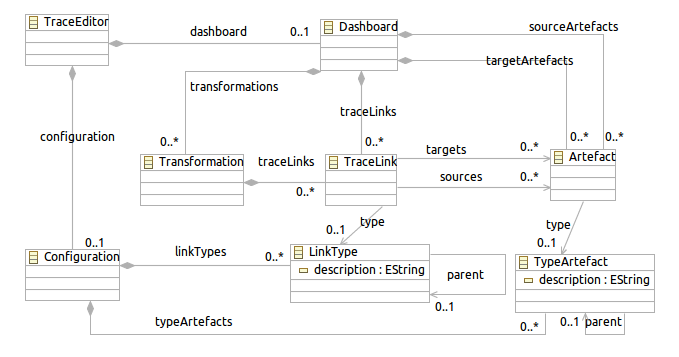 TraceEditor
dashboard
0..1
Dashboard
sourceArtefacts
targetArtefacts
transformations
traceLinks
configuration
0..*
0..*
0..*
0..*
Transformation
traceLinks
0..*
TraceLink
targets
0..*
sources
0..*
Artefact
type
0..1
type
0..1
0..1
Configuration
linkTypes
0..*
LinkType
description : EString
parent
0..1
TypeArtefact
description : EString
typeArtefacts
0..*
0..1
parent